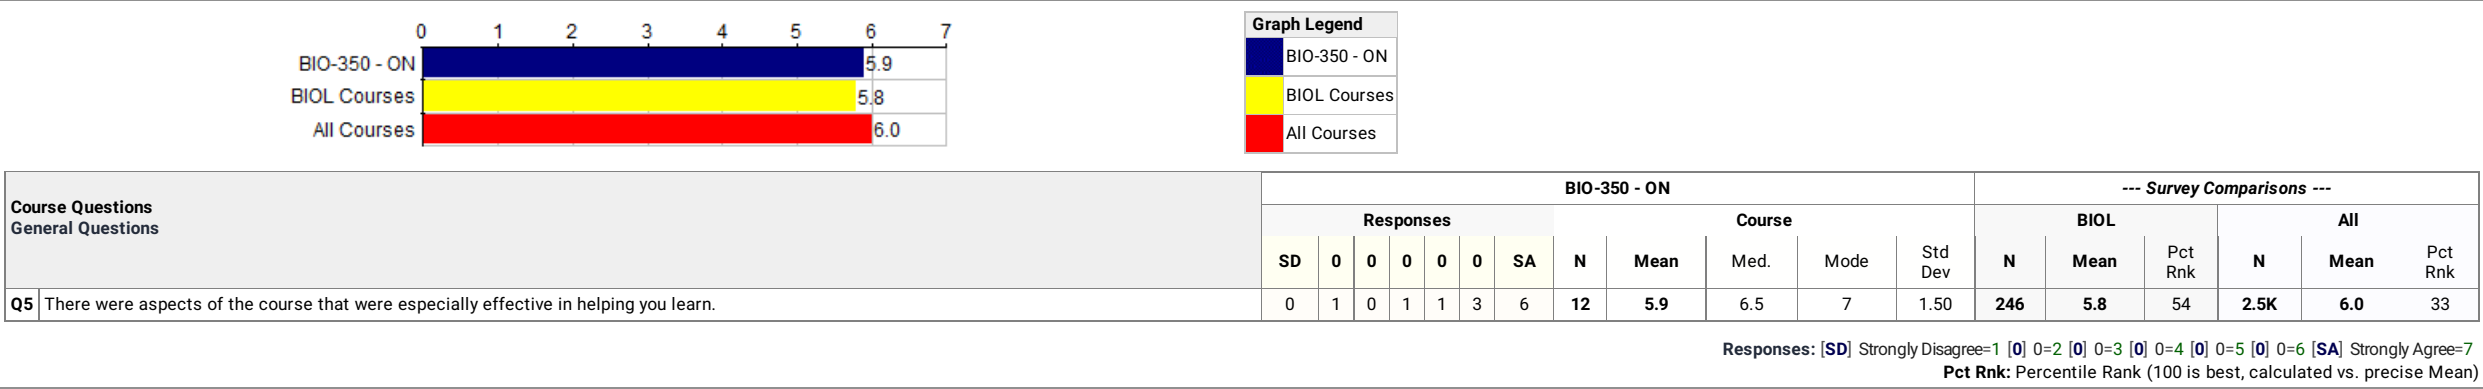 0 1 2 3 4 5 6 7
BIO-350 - ON 5.9
BIOL Courses 5.8
All Courses 6.0
Graph Legend
BIO-350 - ON
BIOL Courses
All Courses
Course Questions
General Questions
BIO-350 - ON
--- Survey Comparisons ---
Responses Course BIOL All
SD 0 0 0 0 0 SA N Mean Med. Mode Std Dev N Mean Pct Rnk N Mean Pct Rnk
Q5 There were aspects of the course that were especially effective in helping you learn. 0 1 0 1 1 3 6 12 5.9 6.5 7 1.50 246 5.8 54 2.5K 6.0 33
Responses: [SD] Strongly Disagree=1 [0] 0=2 [0] 0=3 [0] 0=4 [0] 0=5 [0] 0=6 [SA] Strongly Agree=7
Pct Rnk: Percentile Rank (100 is best, calculated vs. precise Mean)